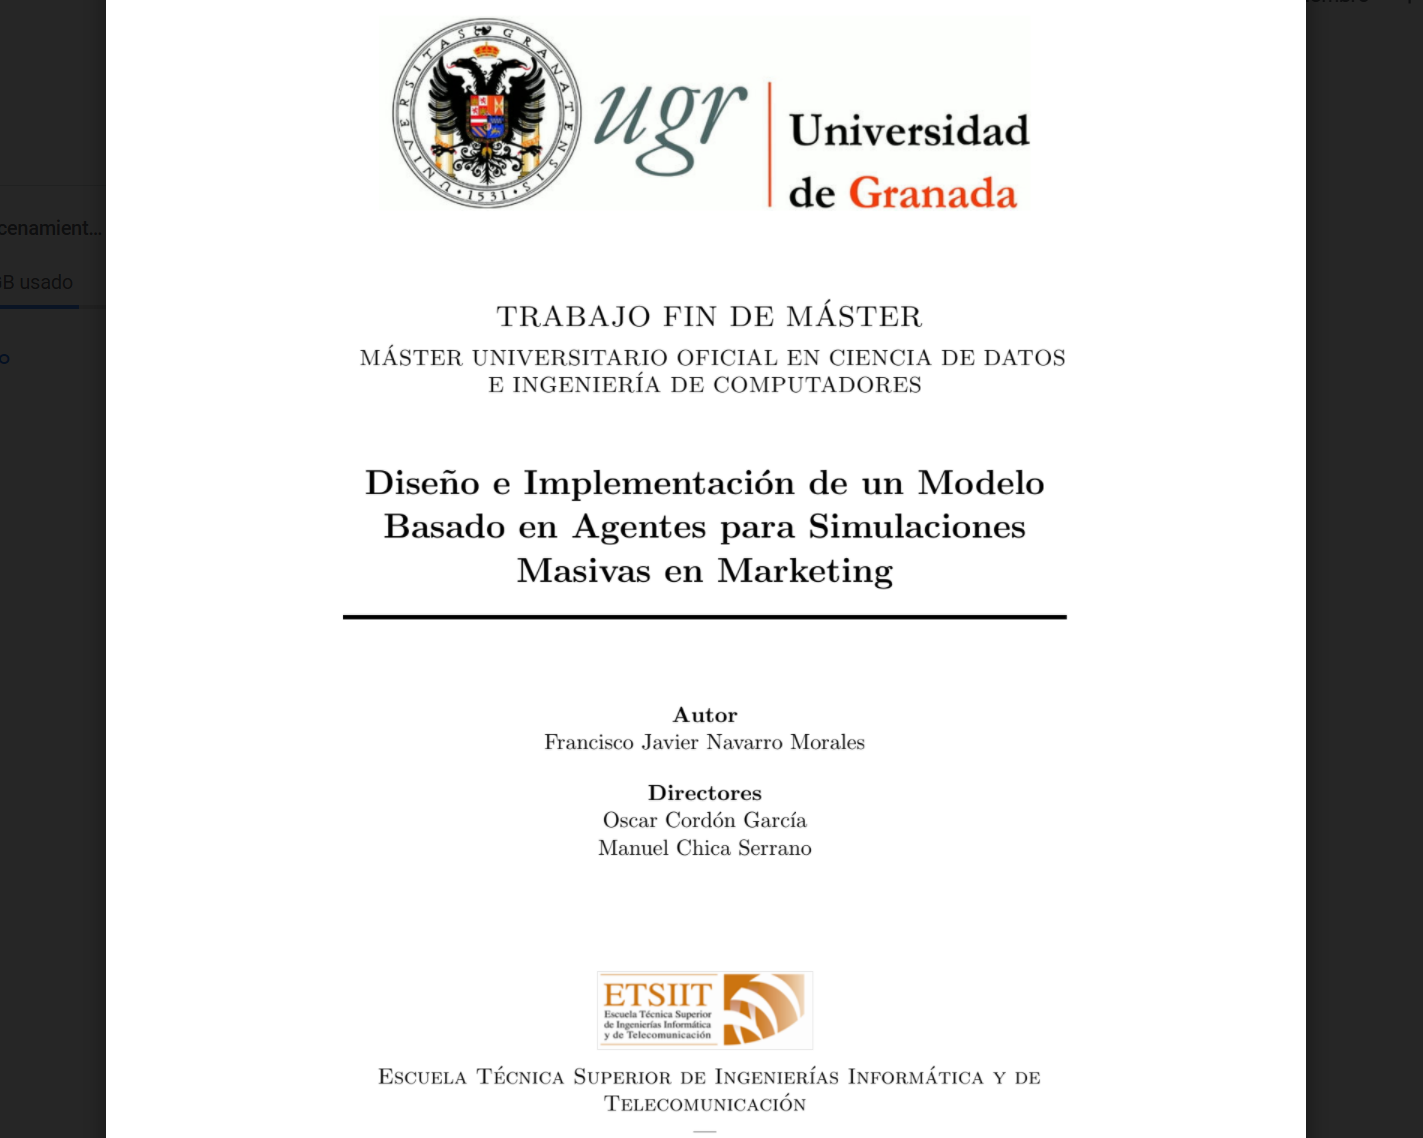 UNIVERSITAS GRANATENSIS
· 1531 ·
ugr
Universidad
de Granada
cenamient...
GB usado
o
TRABAJO FIN DE MÁSTER
MÁSTER UNIVERSITARIO OFICIAL EN CIENCIA DE DATOS
E INGENIERÍA DE COMPUTADORES
Diseño e Implementación de un Modelo
Basado en Agentes para Simulaciones
Masivas en Marketing
Autor
Francisco Javier Navarro Morales
Directores
Oscar Cordón García
Manuel Chica Serrano
ETSIIT
Escuela Técnica Superior
de Ingenierías Informática
y de Telecomunicación
Escuela Técnica Superior de Ingenierías Informática y de
Telecomunicación
—